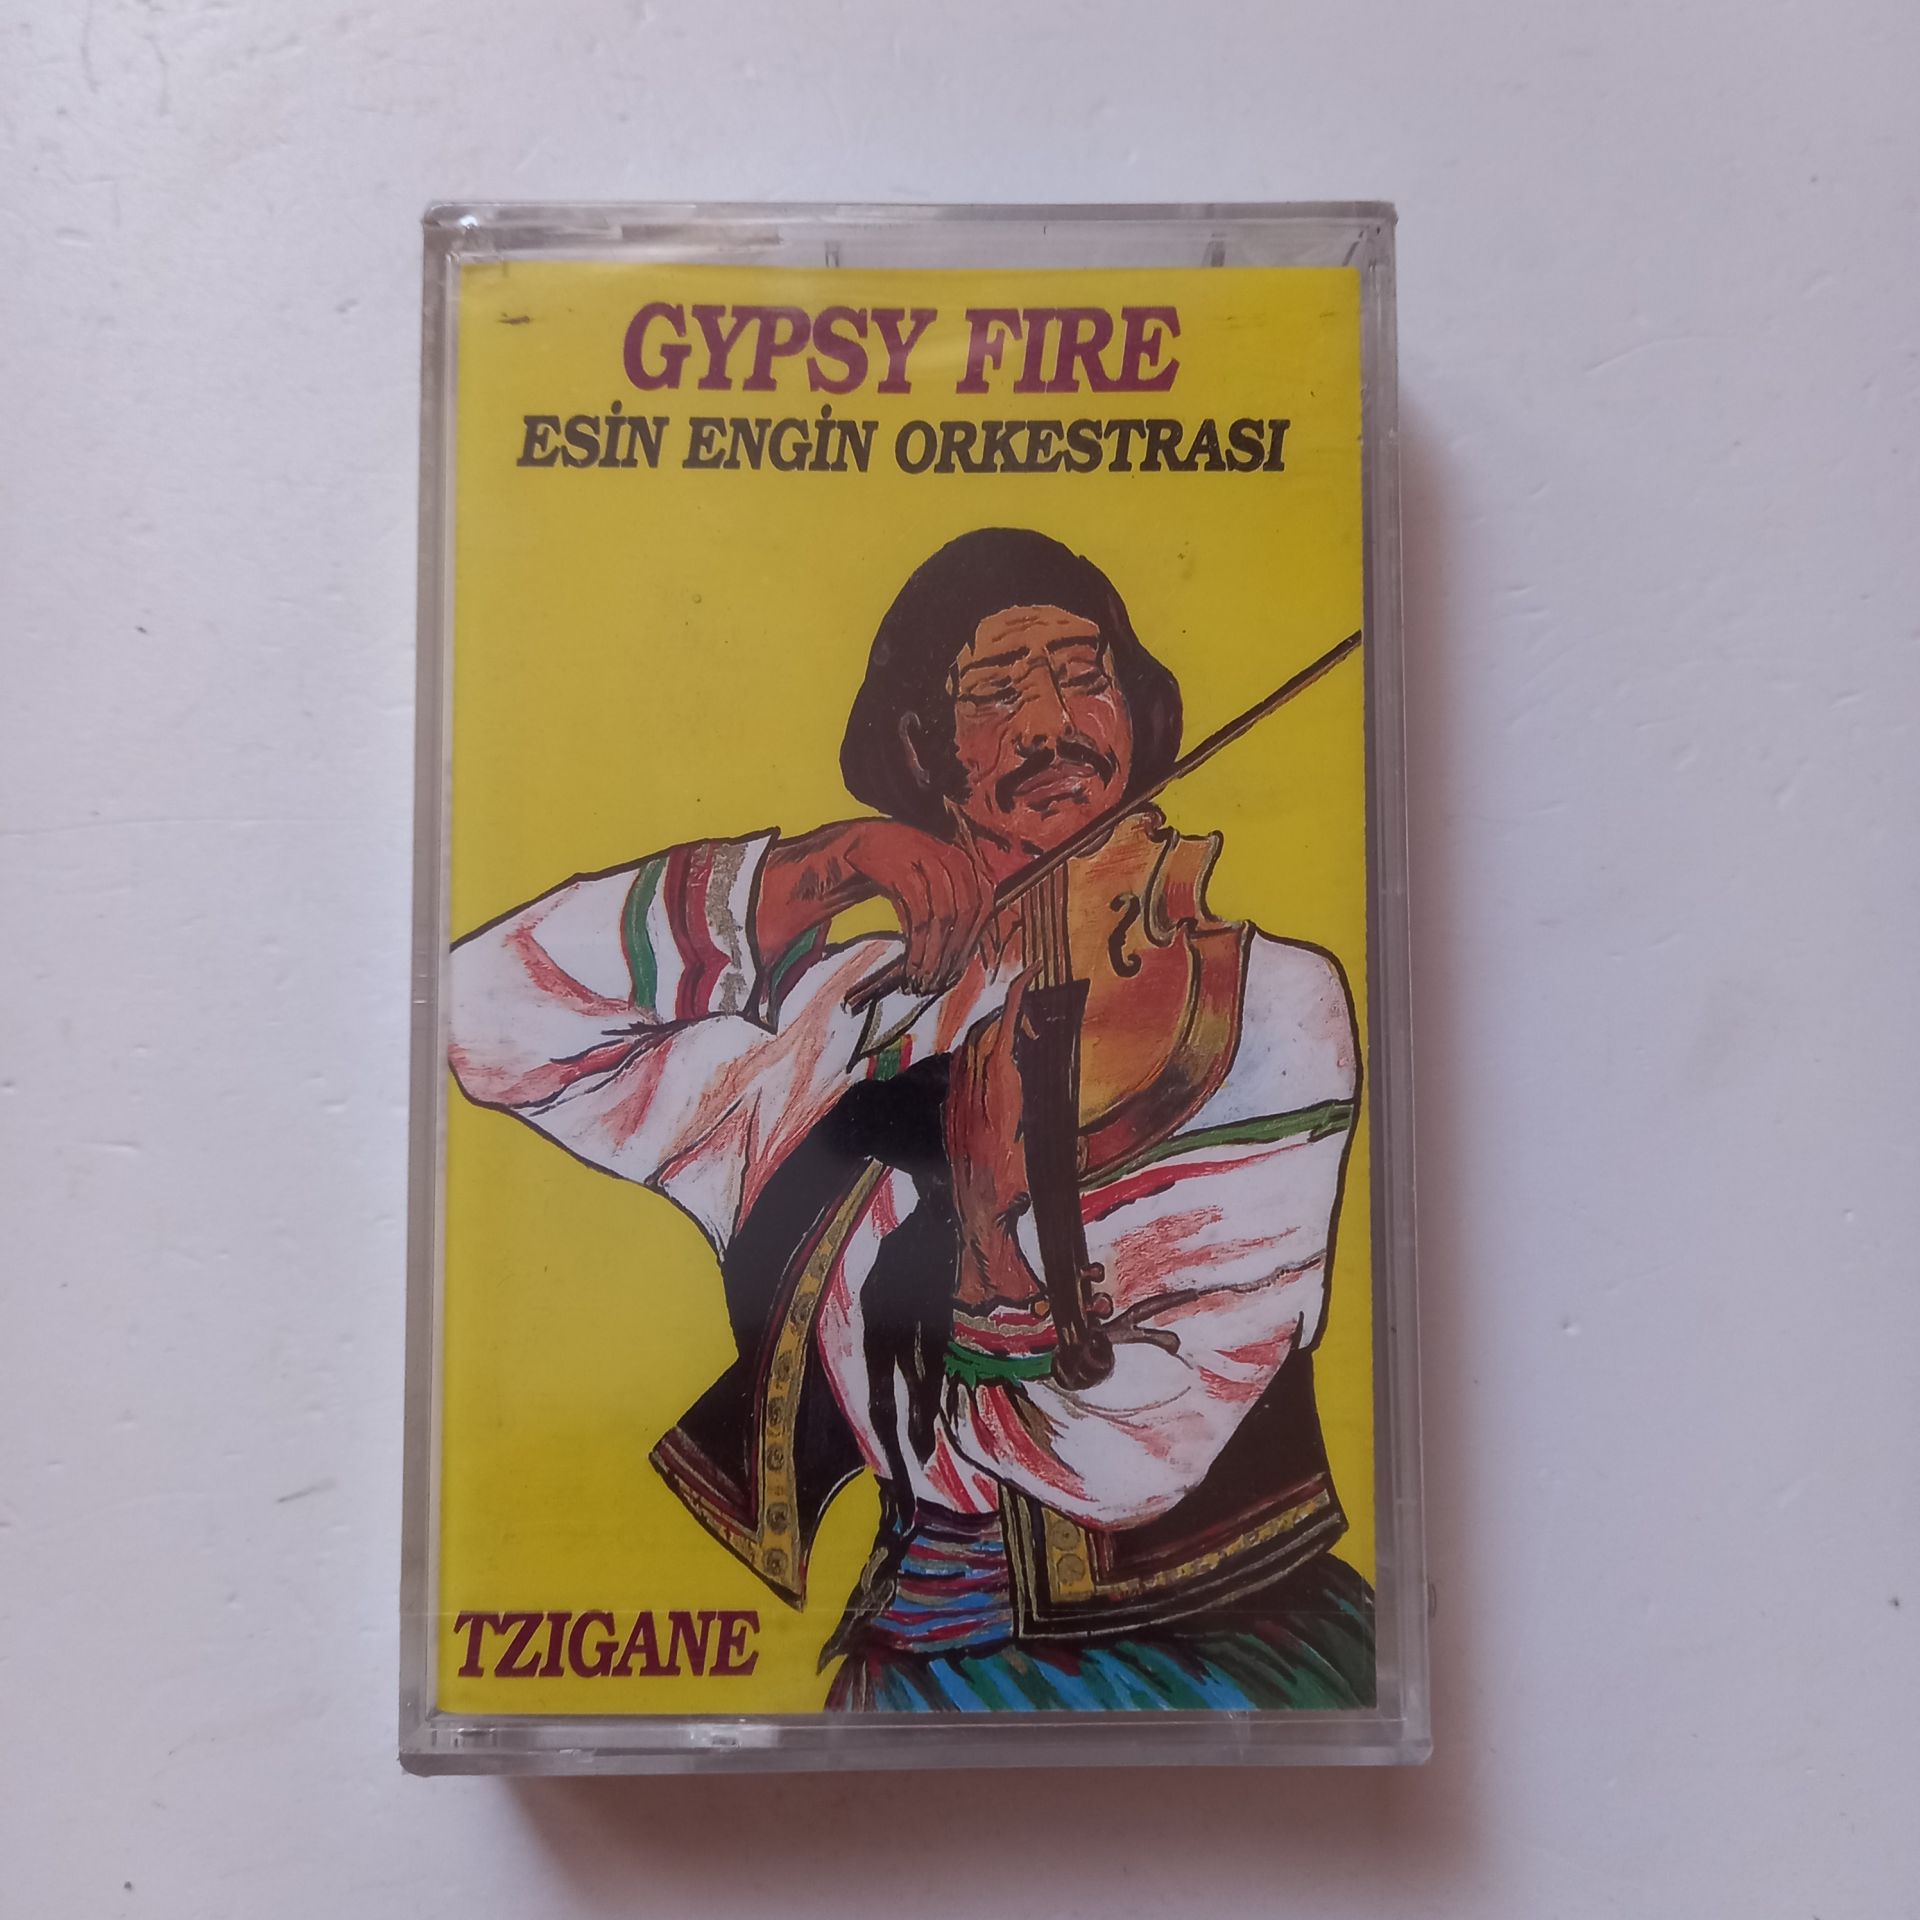 GYPSY FIRE
ESİN ENGİN ORKESTRASI
TZIGANE